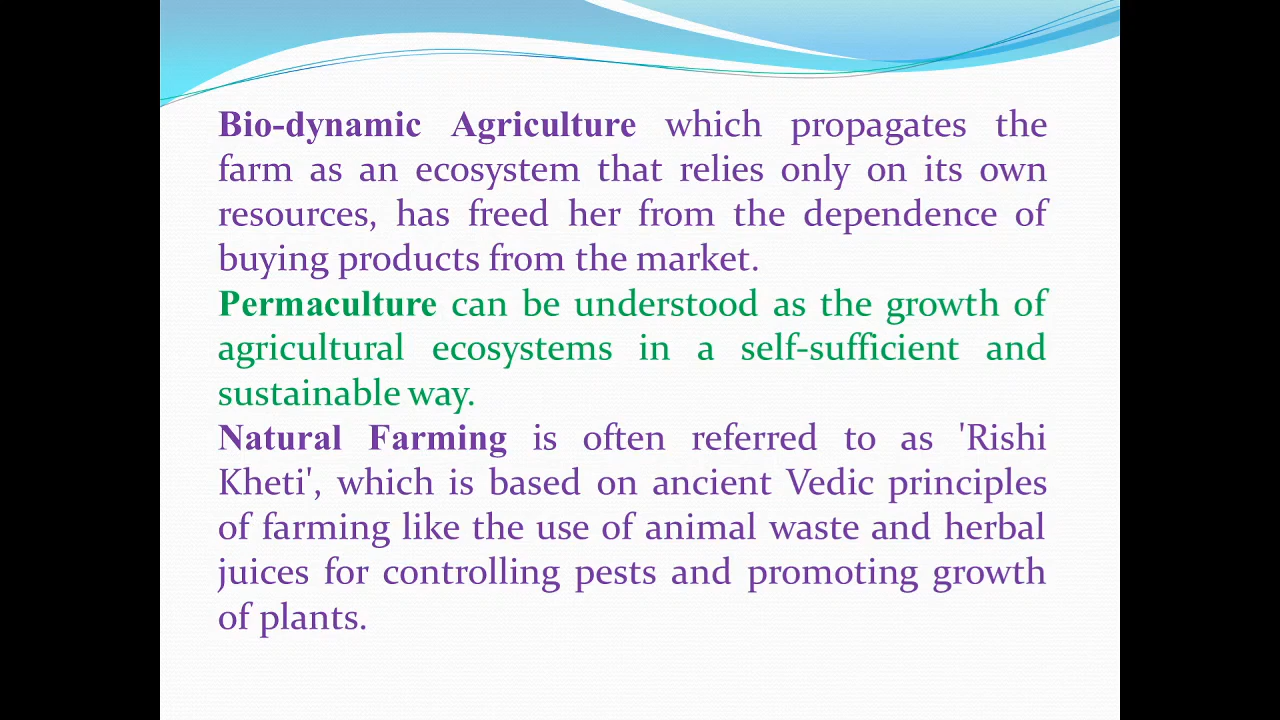 Bio-dynamic Agriculture which propagates the
farm as an ecosystem that relies only on its own
resources, has freed her from the dependence of
buying products from the market.
Permaculture can be understood as the growth of
agricultural ecosystems in a self-sufficient and
sustainable way.
Natural Farming is often referred to as 'Rishi
Kheti', which is based on ancient Vedic principles
of farming like the use of animal waste and herbal
juices for controlling pests and promoting growth
of plants.